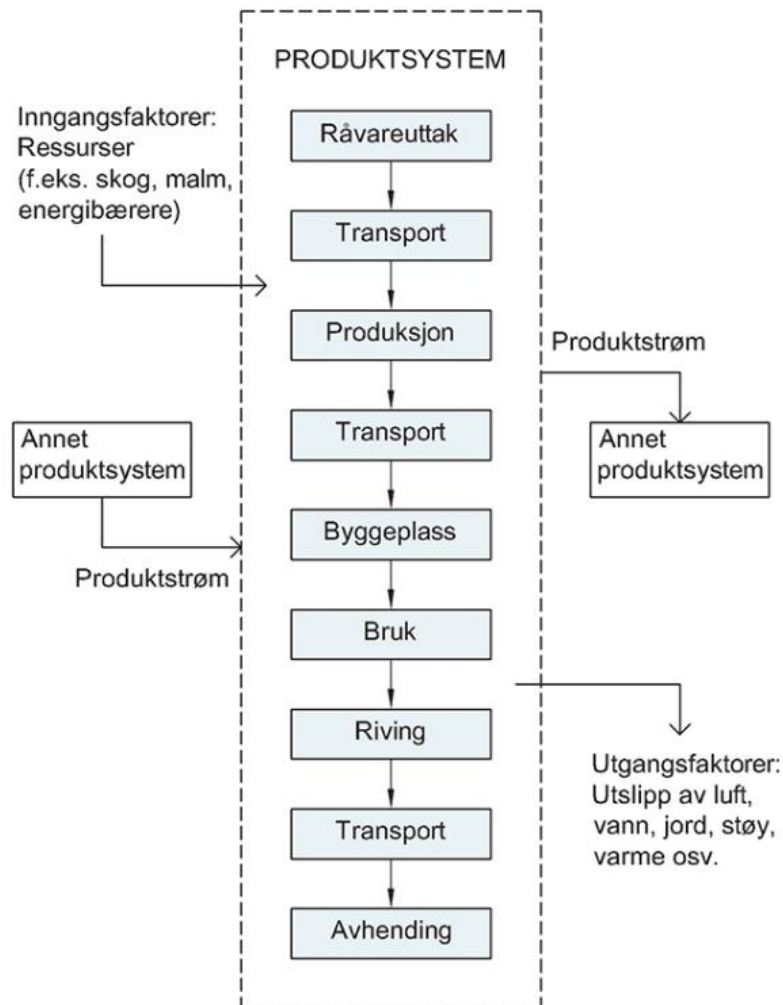 PRODUKTSYSTEM
Inngangsfaktorer:
Ressurser
(f.eks. skog, malm,
energibærere)
Råvareuttak
Transport
Produksjon
Produktstrøm
Transport
Annet
produktsystem
Annet
produktsystem
Byggeplass
Produktstrøm
Bruk
Riving
Utgangsfaktorer:
Utslipp av luft,
vann, jord, støy,
varme osv.
Transport
Avhending